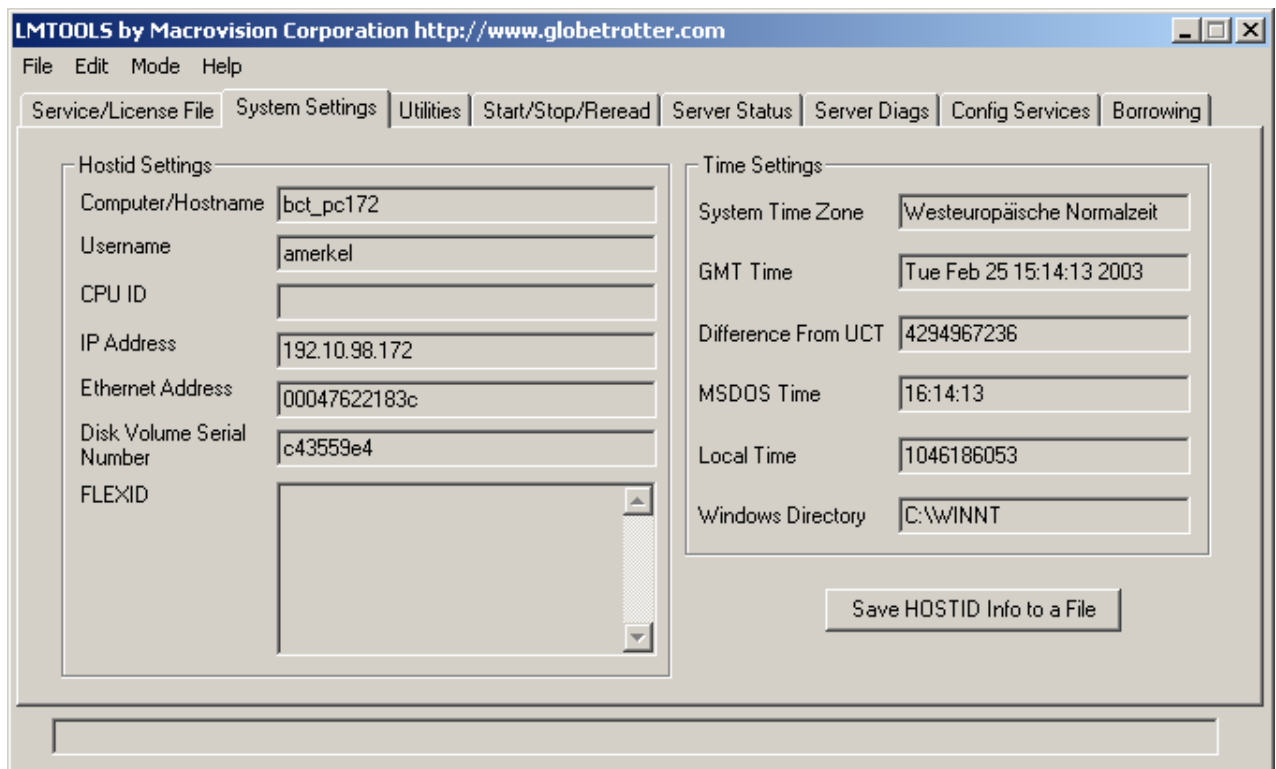 LMTOOLS by Macrovision Corporation http://www.globetrotter.com
File Edit Mode Help
Service/License File System Settings Utilities Start/Stop/Reread Server Status Server Diags Config Services Borrowing
Hostid Settings
Computer/Hostname bct_pc172
Username amerkel
CPU ID
IP Address 192.10.98.172
Ethernet Address 00047622183c
Disk Volume Serial
Number c43559e4
FLEXID
Time Settings
System Time Zone Westeuropäische Normalzeit
GMT Time Tue Feb 25 15:14:13 2003
Difference From UCT 4294967236
MSDOS Time 16:14:13
Local Time 1046186053
Windows Directory C:\WINNT
Save HOSTID Info to a File